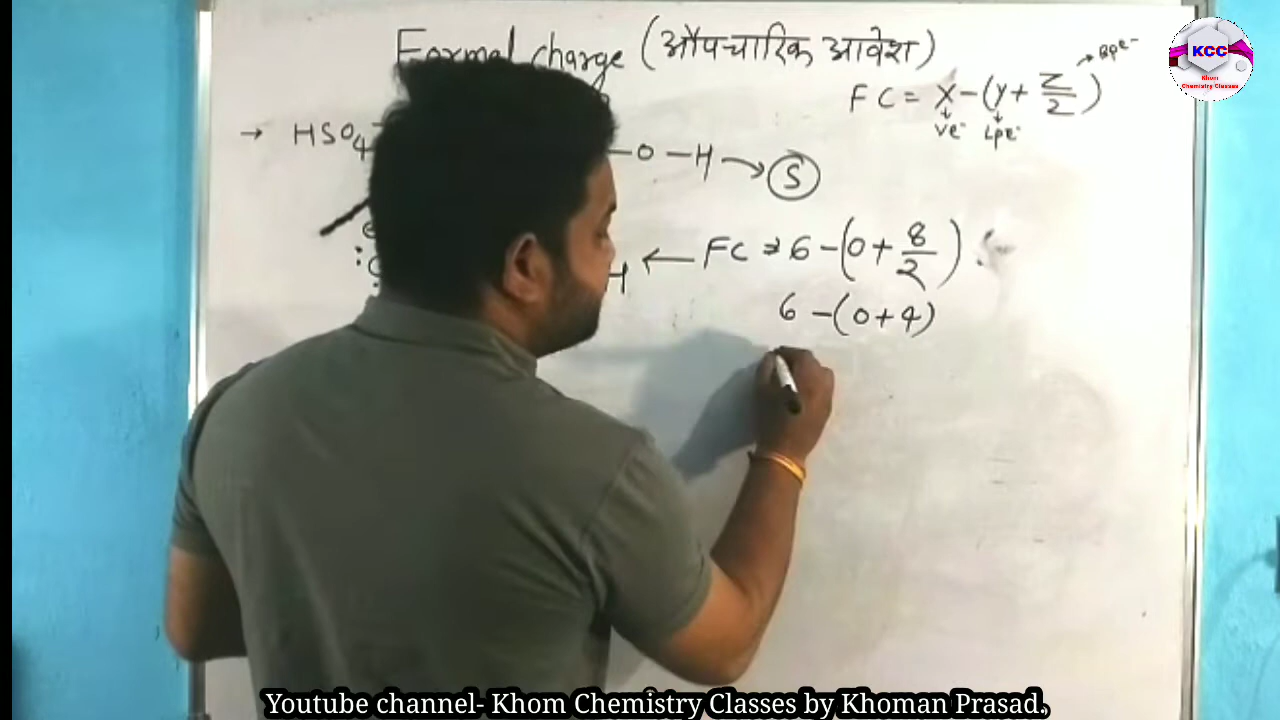 Formal charge (औपचारिक आवेश)
FC = x - (y + Z/2) → Bpe⁻
↓ ve⁻ ↓ Lpe⁻
→ HSO₄
-O-H → S
H ← FC ⇒ 6 - (0 + 8/2)
6 - (0 + 4)
KCC
Khom
Chemistry Classes
Youtube channel- Khom Chemistry Classes by Khoman Prasad.